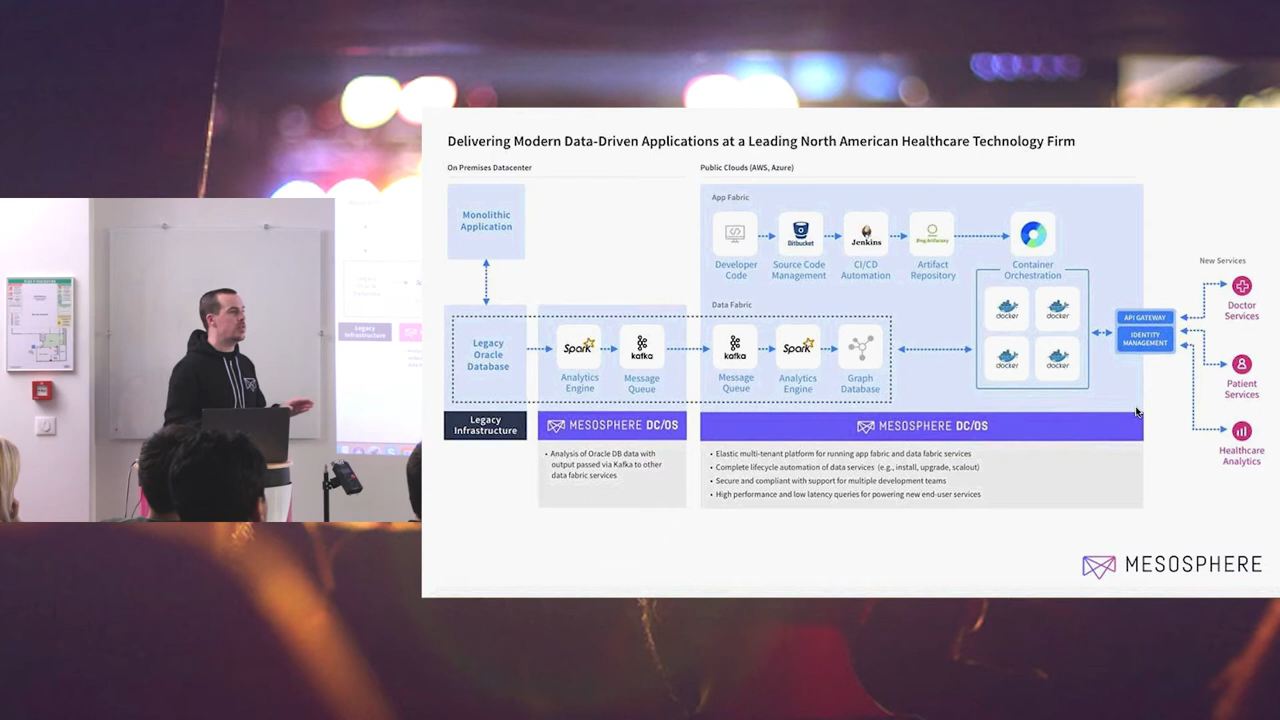 Delivering Modern Data-Driven Applications at a Leading North American Healthcare Technology Firm
On Premises Datacenter
Public Clouds (AWS, Azure)
Monolithic
Application
App Fabric
Bitbucket
Jenkins
JFrog Artifactory
Developer
Code
Source Code
Management
CI/CD
Automation
Artifact
Repository
Container
Orchestration
Data Fabric
Legacy
Oracle
Database
Spark
kafka
kafka
Spark
Analytics
Engine
Message
Queue
Message
Queue
Analytics
Engine
Graph
Database
docker
docker
docker
docker
API GATEWAY
IDENTITY
MANAGEMENT
New Services
Doctor
Services
Patient
Services
Healthcare
Analytics
Legacy
Infrastructure
MESOSPHERE DC/OS
MESOSPHERE DC/OS
• Analysis of Oracle DB data with
output passed via Kafka to other
data fabric services
• Elastic multi-tenant platform for running app fabric and data fabric services
• Complete lifecycle automation of data services (e.g., install, upgrade, scalout)
• Secure and compliant with support for multiple development teams
• High performance and low latency queries for powering new end-user services
MESOSPHERE
Legacy
Infrastructure